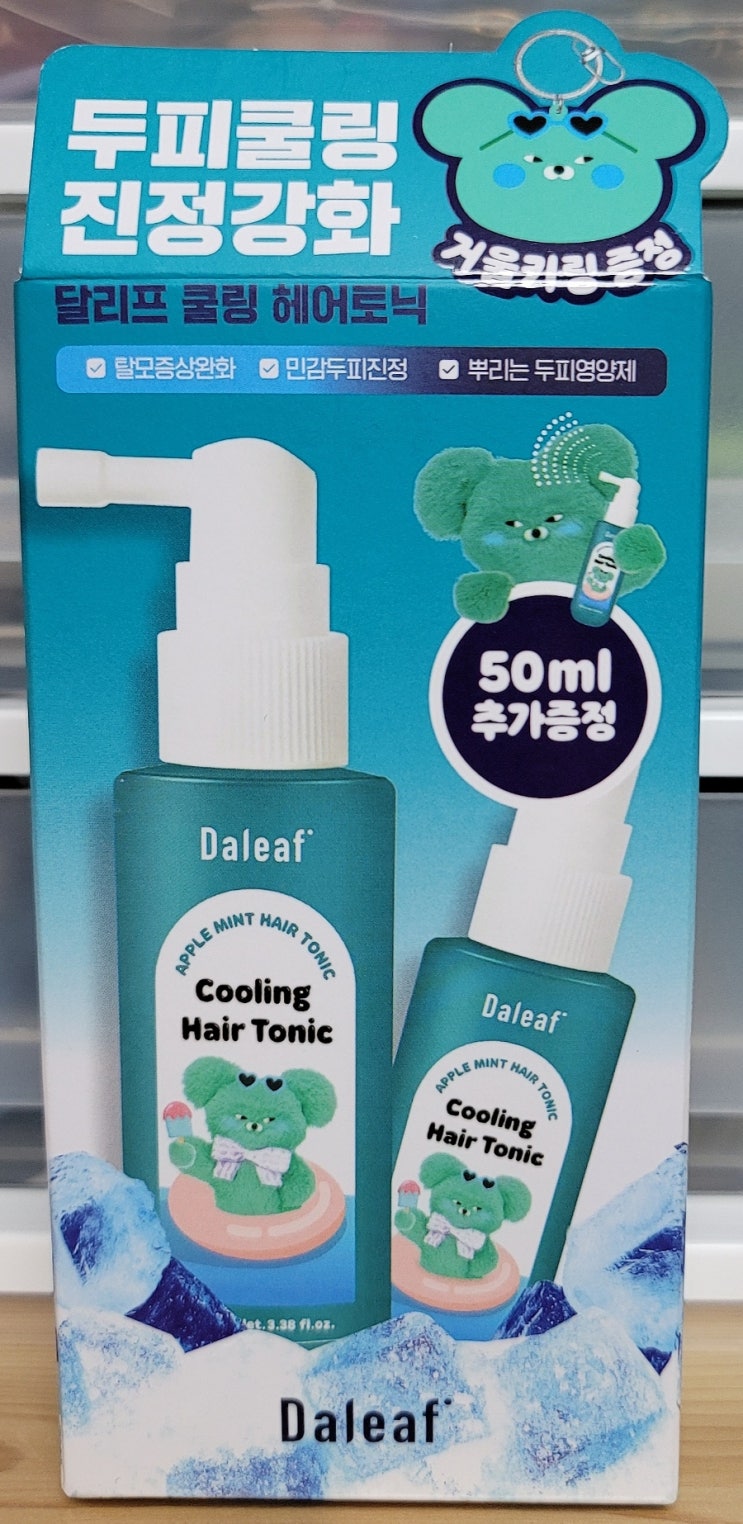 두피쿨링
진정강화
거울키링 증정
달리프 쿨링 헤어토닉
탈모증상완화
민감두피진정
뿌리는 두피영양제
50ml
추가증정
Daleaf
APPLE MINT HAIR TONIC
Cooling
Hair Tonic
3.38 fl.oz.
Daleaf
APPLE MINT HAIR TONIC
Cooling
Hair Tonic
Daleaf